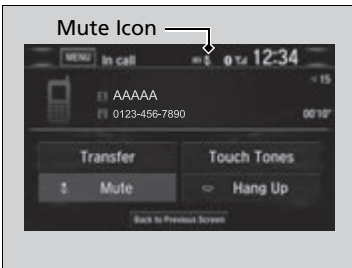 Mute Icon
MENU In call 12:34
15
AAAAA
0123-456-7890 00'10"
Transfer Touch Tones
Mute Hang Up
Back to Previous Screen